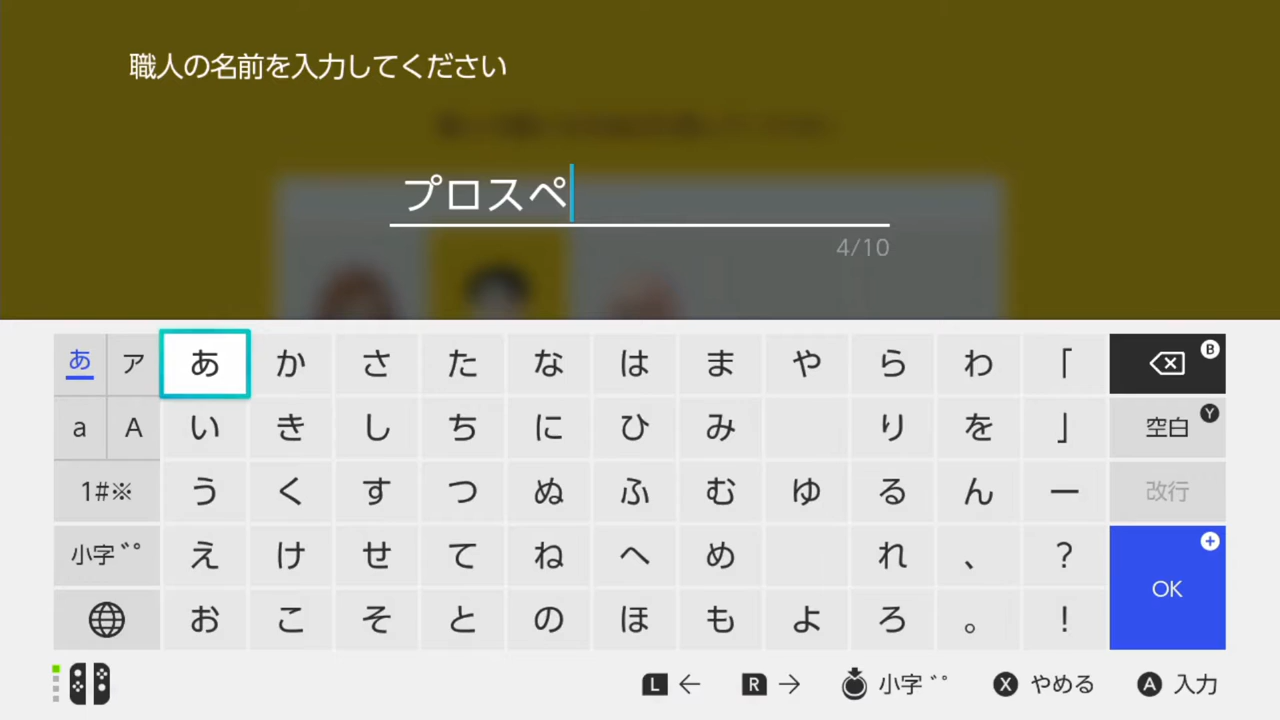 職人の名前を入力してください
プロスペ
4/10
あ ア あ か さ た な は ま や ら わ 「 B
a A い き し ち に ひ み り を 」 空白 Y
1#※ う く す つ ぬ ふ む ゆ る ん ー 改行
小字 ゛゜ え け せ て ね へ め れ 、 ? +
OK
お こ そ と の ほ も よ ろ 。 !
L ← R → 小字 ゛゜ X やめる A 入力